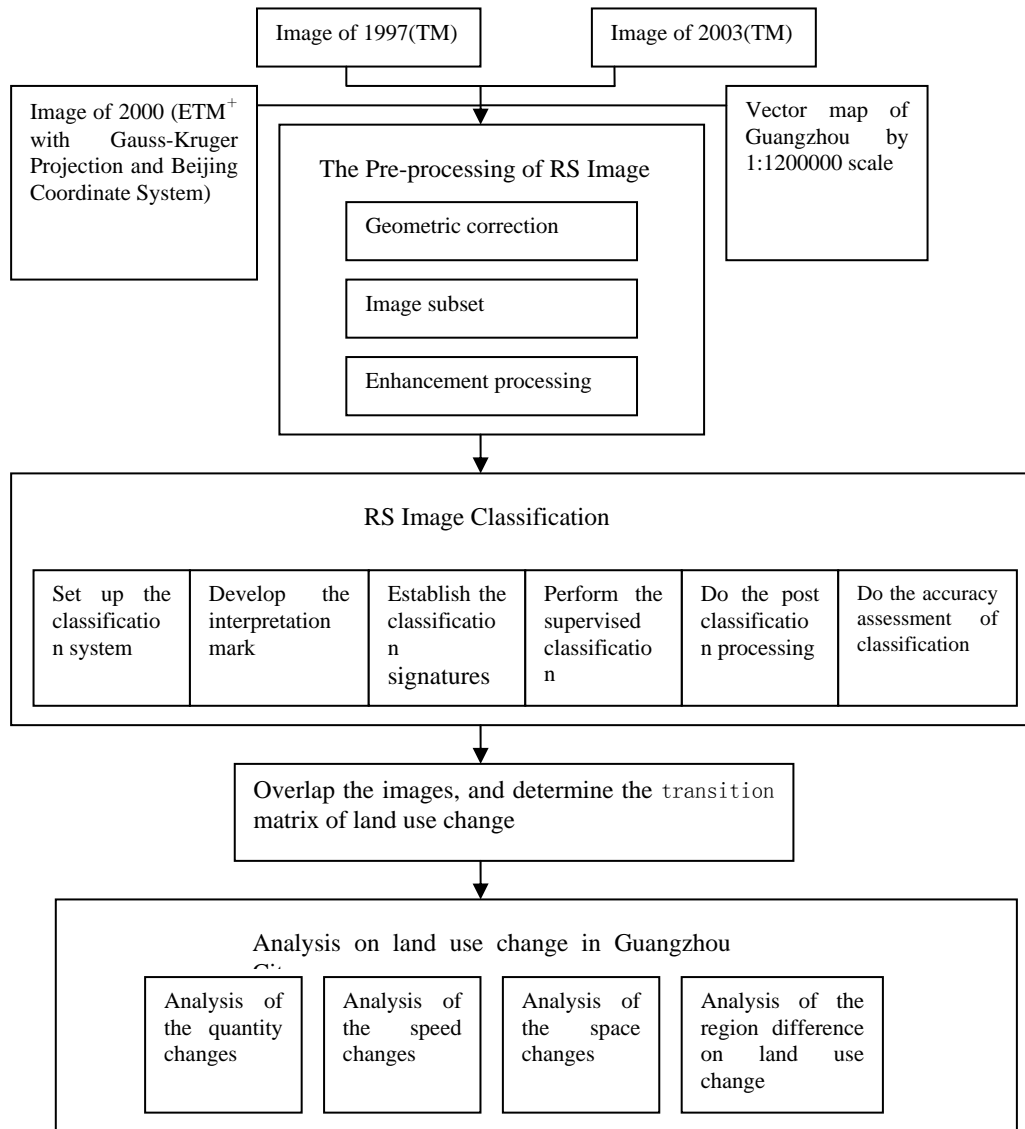 Image of 1997(TM)
Image of 2003(TM)
Image of 2000 (ETM+
with Gauss-Kruger
Projection and Beijing
Coordinate System)
Vector map of
Guangzhou by
1:1200000 scale
The Pre-processing of RS Image
Geometric correction
Image subset
Enhancement processing
RS Image Classification
Set up the
classificatio
n system
Develop the
interpretation
mark
Establish the
classification
n
signatures
Perform the
supervised
classificatio
n
Do the post
classificatio
n processing
Do the accuracy
assessment of
classification
Overlap the images, and determine the transition
matrix of land use change
Analysis on land use change in Guangzhou
Analysis of
the quantity
changes
Analysis of
the speed
changes
Analysis of
the space
changes
Analysis of the
region difference
on land use
change